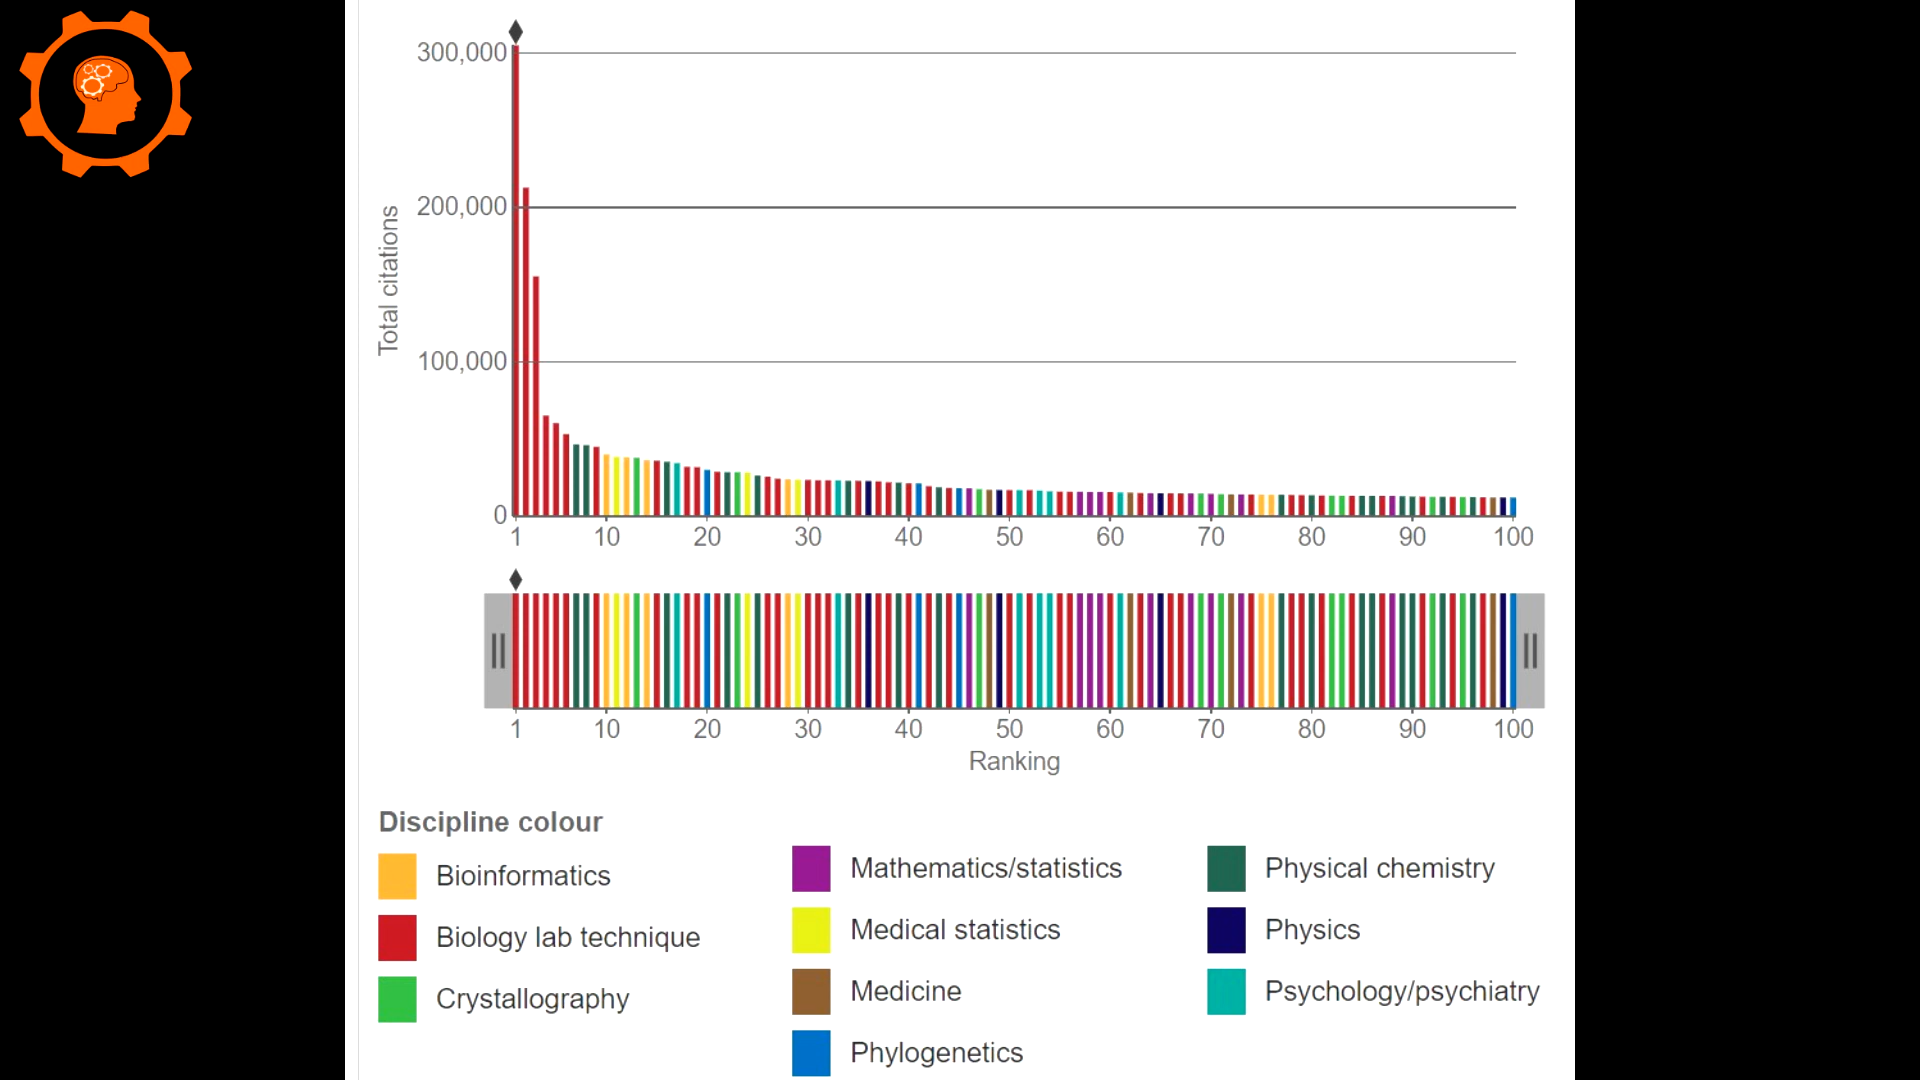 300,000
200,000
100,000
0
Total citations
1 10 20 30 40 50 60 70 80 90 100
1 10 20 30 40 50 60 70 80 90 100
Ranking
Discipline colour
Bioinformatics
Biology lab technique
Crystallography
Mathematics/statistics
Medical statistics
Medicine
Phylogenetics
Physical chemistry
Physics
Psychology/psychiatry